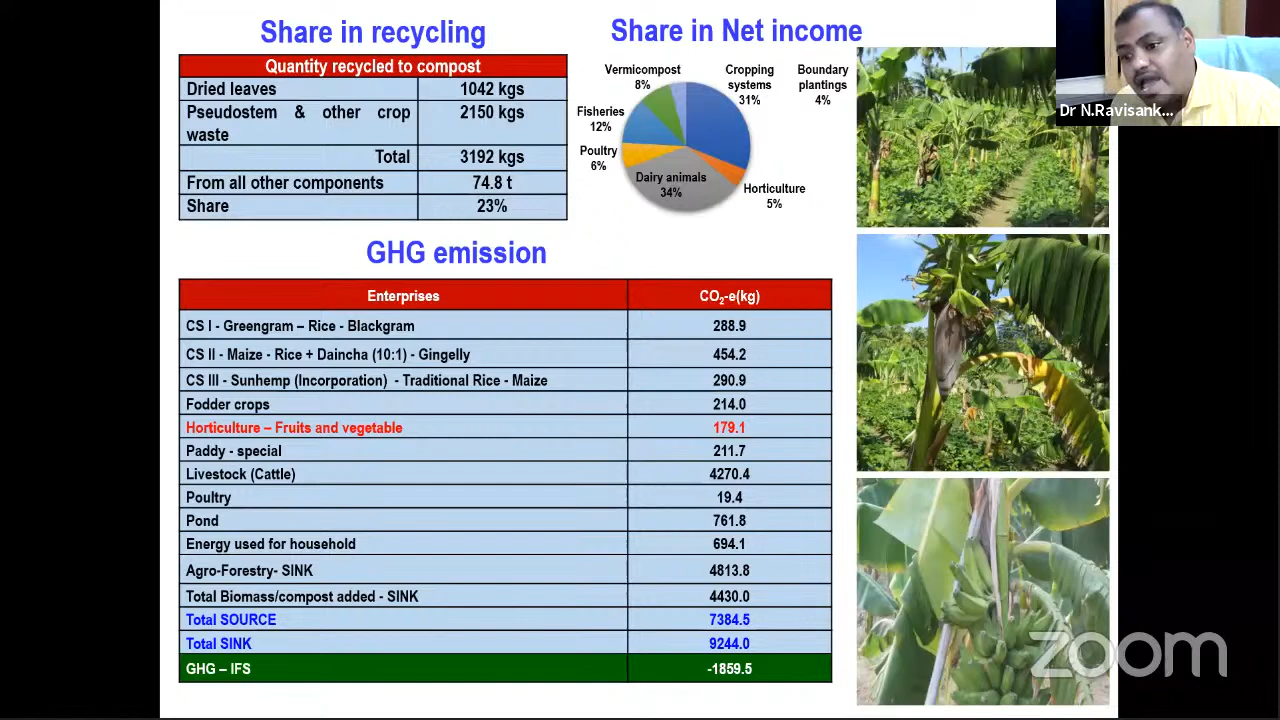 Share in recycling
Quantity recycled to compost
Dried leaves 1042 kgs
Pseudostem & other crop waste 2150 kgs
Total 3192 kgs
From all other components 74.8 t
Share 23%
Share in Net income
Vermicompost
8%
Cropping
systems
31%
Boundary
plantings
4%
Fisheries
12%
Poultry
6%
Dairy animals
34%
Horticulture
5%
Dr N.Ravisank...
GHG emission
Enterprises CO2-e(kg)
CS I - Greengram – Rice - Blackgram 288.9
CS II - Maize - Rice + Daincha (10:1) - Gingelly 454.2
CS III - Sunhemp (Incorporation) - Traditional Rice - Maize 290.9
Fodder crops 214.0
Horticulture – Fruits and vegetable 179.1
Paddy - special 211.7
Livestock (Cattle) 4270.4
Poultry 19.4
Pond 761.8
Energy used for household 694.1
Agro-Forestry- SINK 4813.8
Total Biomass/compost added - SINK 4430.0
Total SOURCE 7384.5
Total SINK 9244.0
GHG – IFS -1859.5
zoom